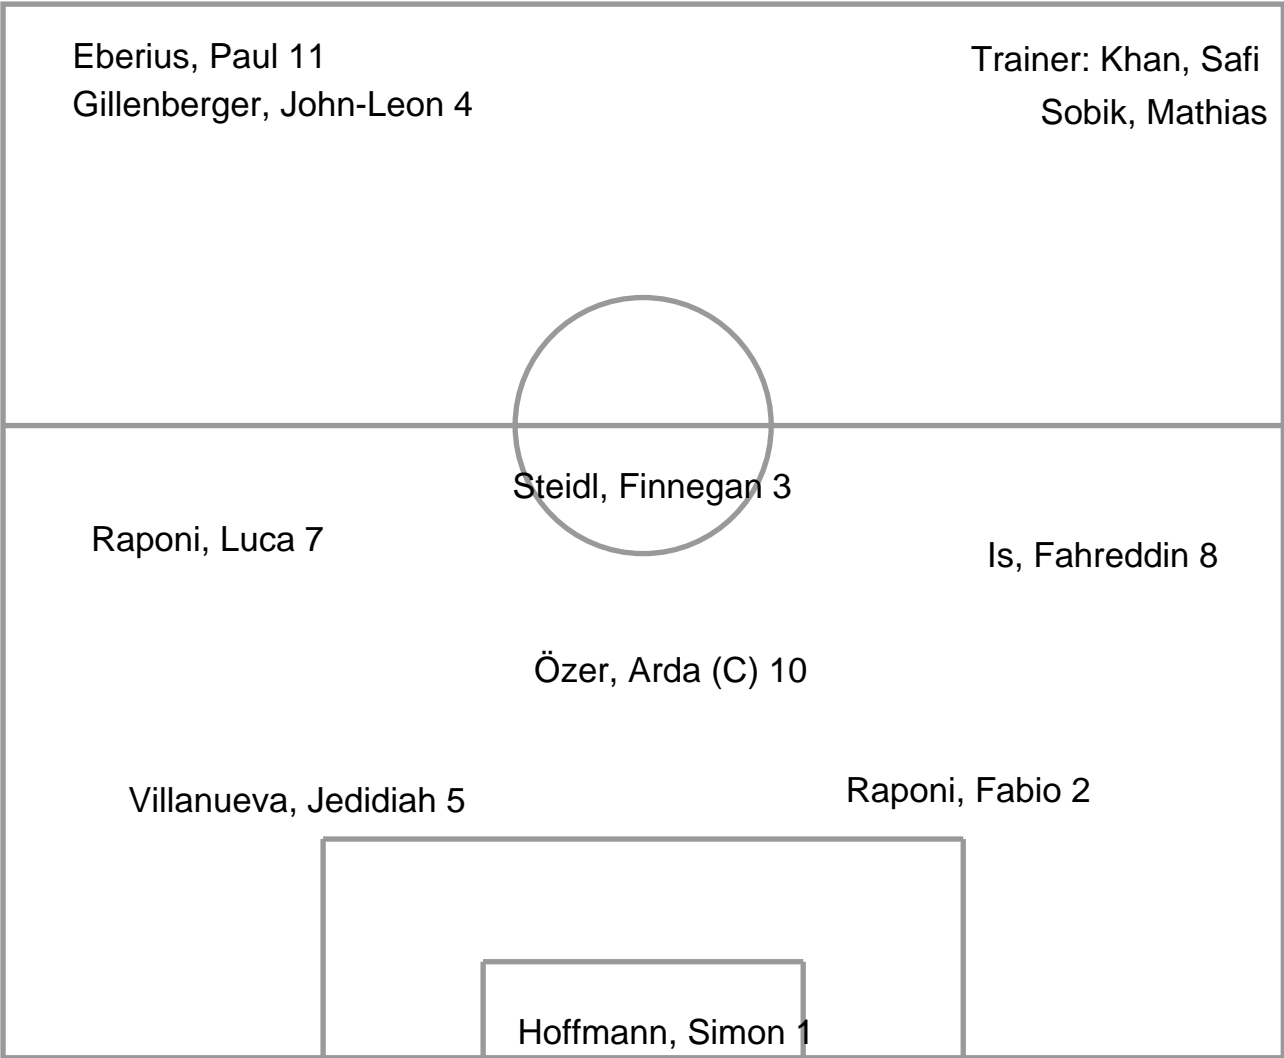 Eberius, Paul 11
Gillenberger, John-Leon 4
Trainer: Khan, Safi
Sobik, Mathias
Steidl, Finnegan 3
Raponi, Luca 7
Is, Fahreddin 8
Özer, Arda (C) 10
Villanueva, Jedidiah 5
Raponi, Fabio 2
Hoffmann, Simon 1